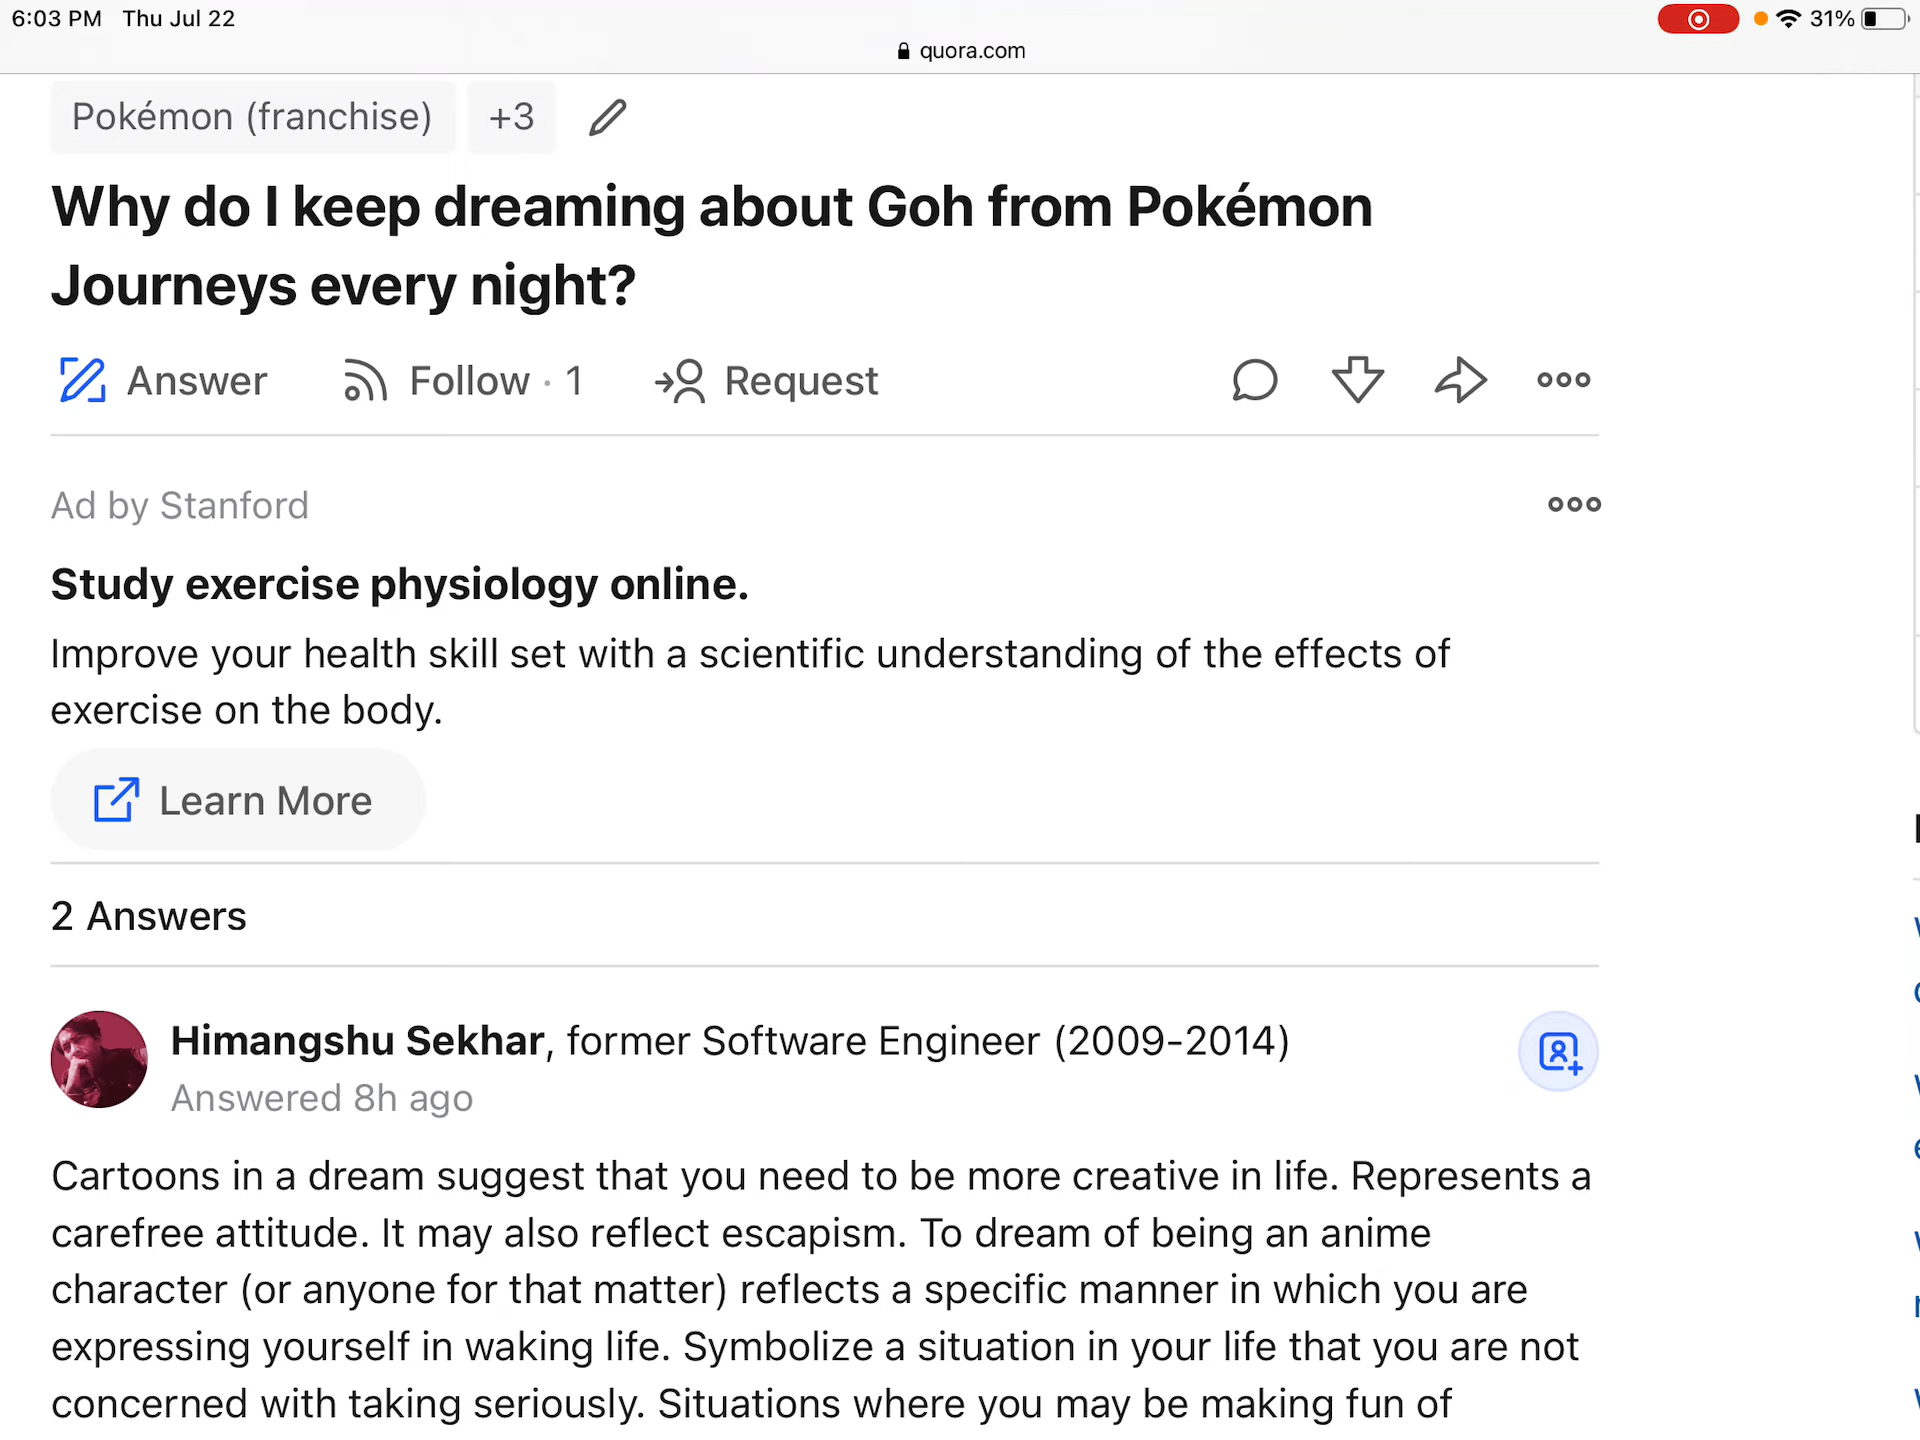 6:03 PM Thu Jul 22
31%
quora.com
Pokémon (franchise) +3
Why do I keep dreaming about Goh from Pokémon
Journeys every night?
Answer Follow · 1 Request
Ad by Stanford
Study exercise physiology online.
Improve your health skill set with a scientific understanding of the effects of
exercise on the body.
Learn More
2 Answers
Himangshu Sekhar, former Software Engineer (2009-2014)
Answered 8h ago
Cartoons in a dream suggest that you need to be more creative in life. Represents a
carefree attitude. It may also reflect escapism. To dream of being an anime
character (or anyone for that matter) reflects a specific manner in which you are
expressing yourself in waking life. Symbolize a situation in your life that you are not
concerned with taking seriously. Situations where you may be making fun of